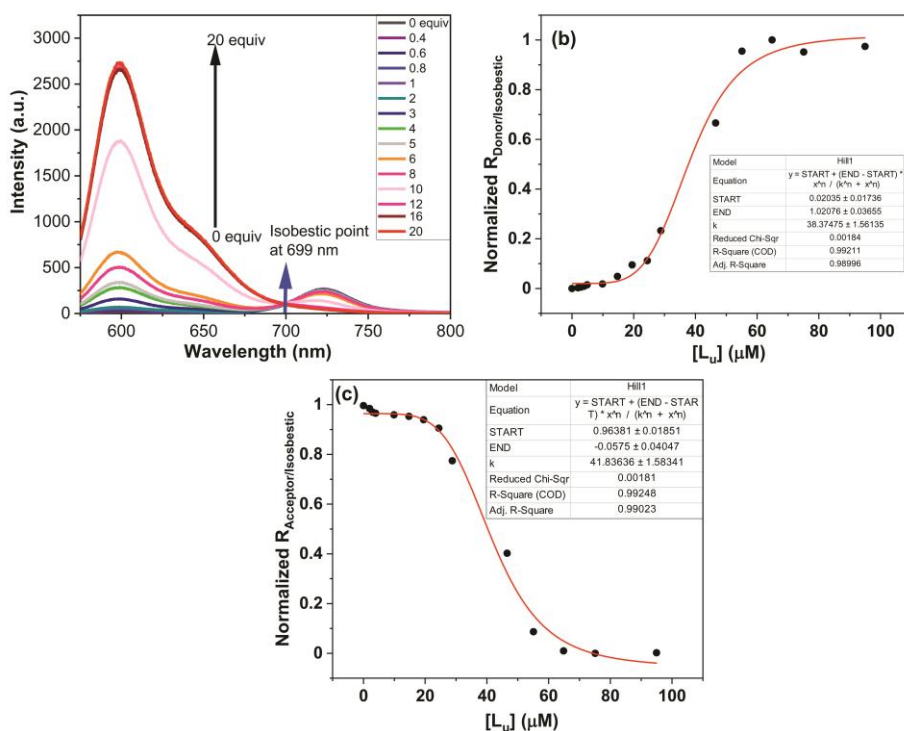 3000
2500
2000
1500
1000
500
0
Intensity (a.u.)
600
650
700
750
800
Wavelength (nm)
20 equiv
0 equiv
Isobestic point
at 699 nm
0 equiv
0.4
0.6
0.8
1
2
3
4
5
6
8
10
12
16
20
(b)
1
0.8
0.6
0.4
0.2
0
Normalized R_Donor/Isosbestic
0
20
40
60
80
100
[L_u] (μM)
Model Hill1
Equation y = START + (END - START) *
x^n / (k^n + x^n)
START 0.02035 ± 0.01736
END 1.02076 ± 0.03655
k 38.37475 ± 1.56135
Reduced Chi-Sqr 0.00184
R-Square (COD) 0.99211
Adj. R-Square 0.98996
(c)
1
0.8
0.6
0.4
0.2
0
Normalized R_Acceptor/Isosbestic
0
20
40
60
80
100
[L_u] (μM)
Model Hill1
Equation y = START + (END - STAR
T) * x^n / (k^n + x^n)
START 0.96381 ± 0.01851
END -0.0575 ± 0.04047
k 41.83636 ± 1.58341
Reduced Chi-Sqr 0.00181
R-Square (COD) 0.99248
Adj. R-Square 0.99023